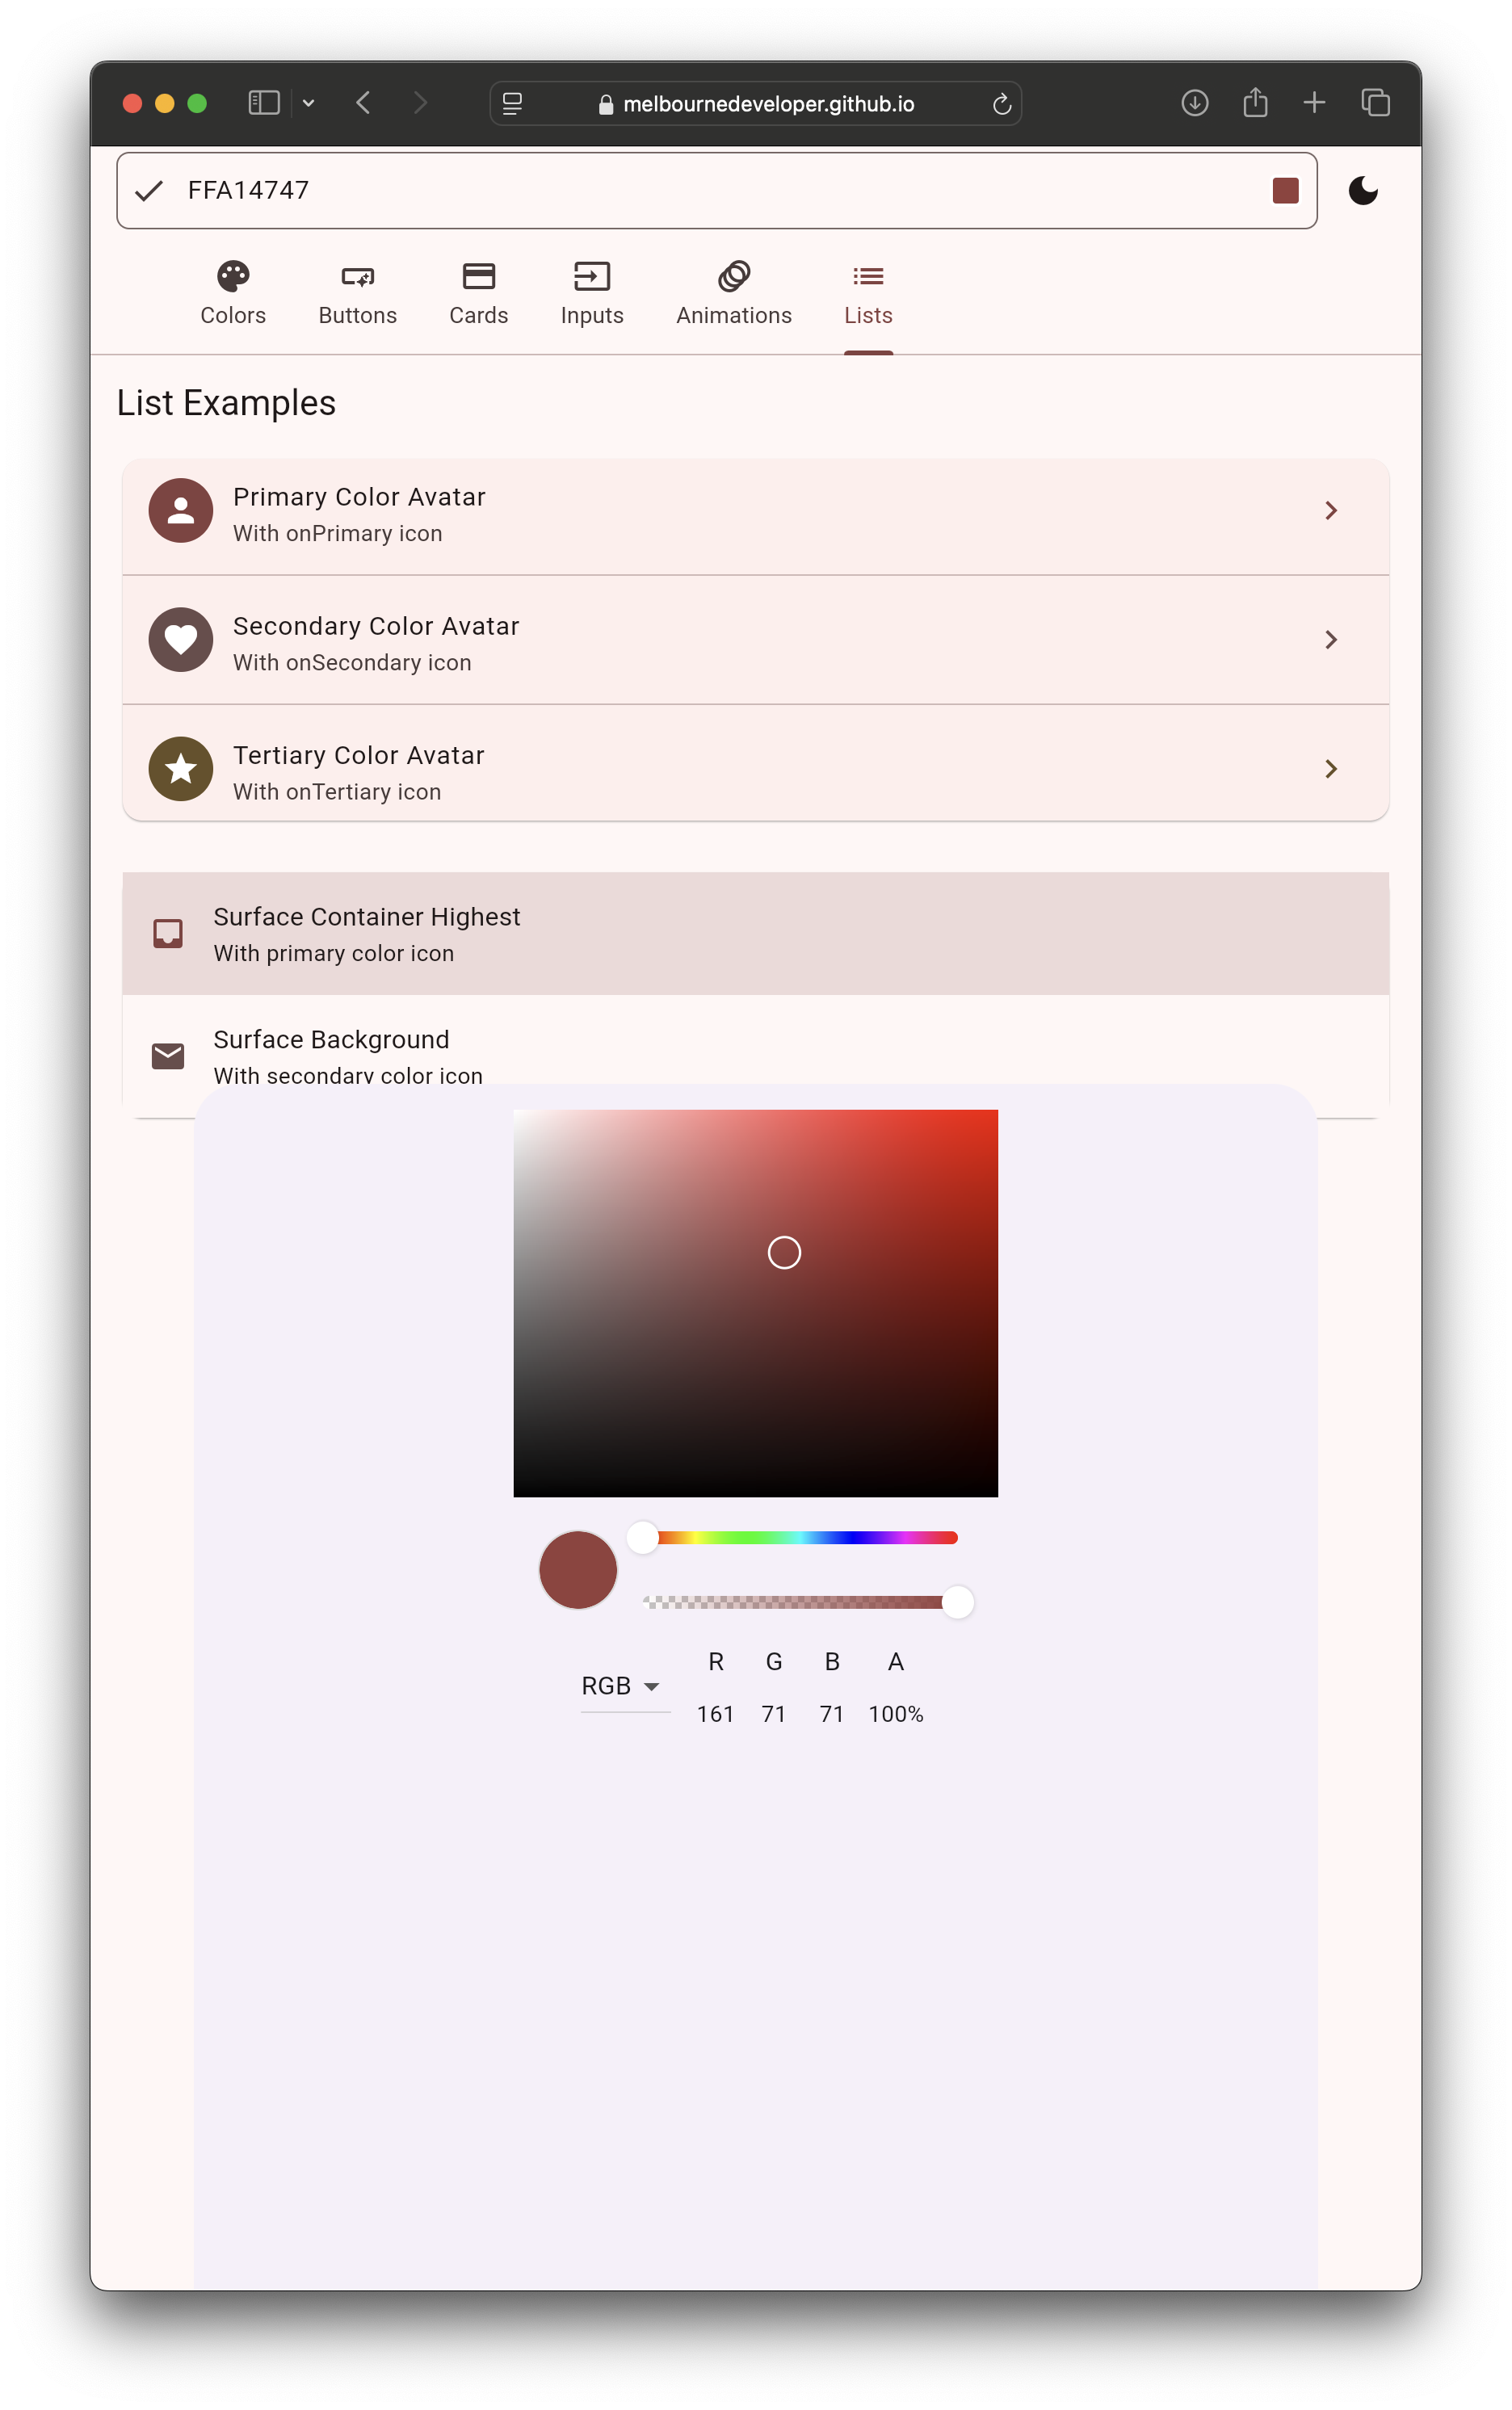 melbournedeveloper.github.io
FFA14747
Colors Buttons Cards Inputs Animations Lists
List Examples
Primary Color Avatar
With onPrimary icon
Secondary Color Avatar
With onSecondary icon
Tertiary Color Avatar
With onTertiary icon
Surface Container Highest
With primary color icon
Surface Background
With secondary color icon
R G B A
RGB
161 71 71 100%